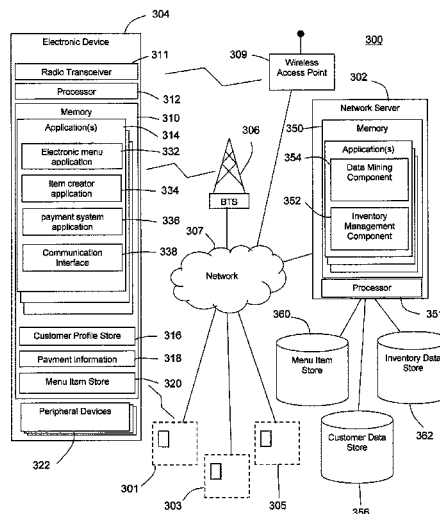 304
Electronic Device
311
Radio Transceiver
Processor
312
Memory
310
Application(s)
314
Electronic menu
application
332
Item creator
application
334
payment system
application
336
Communication
Interface
338
Customer Profile Store
316
Payment Information
318
Menu Item Store
320
Peripheral Devices
322
309
Wireless
Access Point
306
BTS
307
Network
301
303
305
300
302
Network Server
350
Memory
Application(s)
354
Data Mining
Component
352
Inventory
Management
Component
Processor
351
360
Menu Item
Store
Inventory Data
Store
362
Customer Data
Store
356